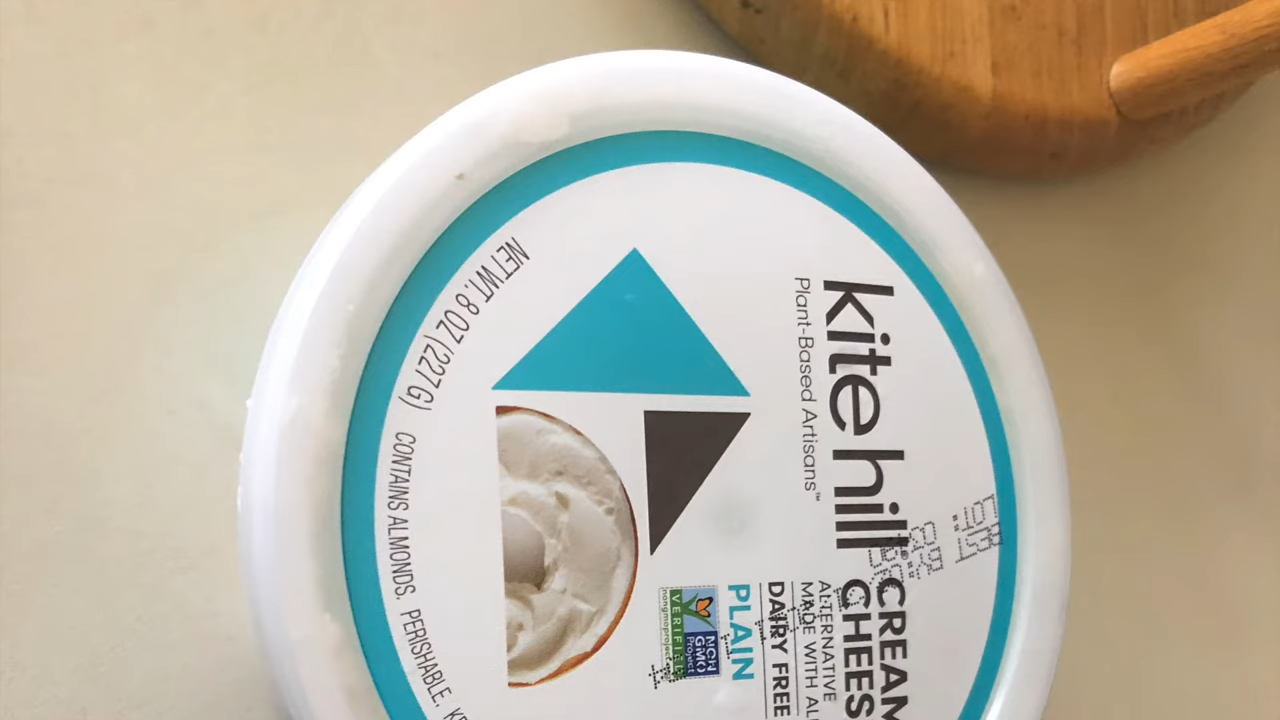 kite hill
Plant-Based Artisans™
CREAM
CHEES
ALTERNATIVE
MADE WITH AL
DAIRY FREE
PLAIN
NON
GMO
Project
VERIFIED
nongmoproject
NET WT. 8 OZ (227G) CONTAINS ALMONDS. PERISHABLE. KE